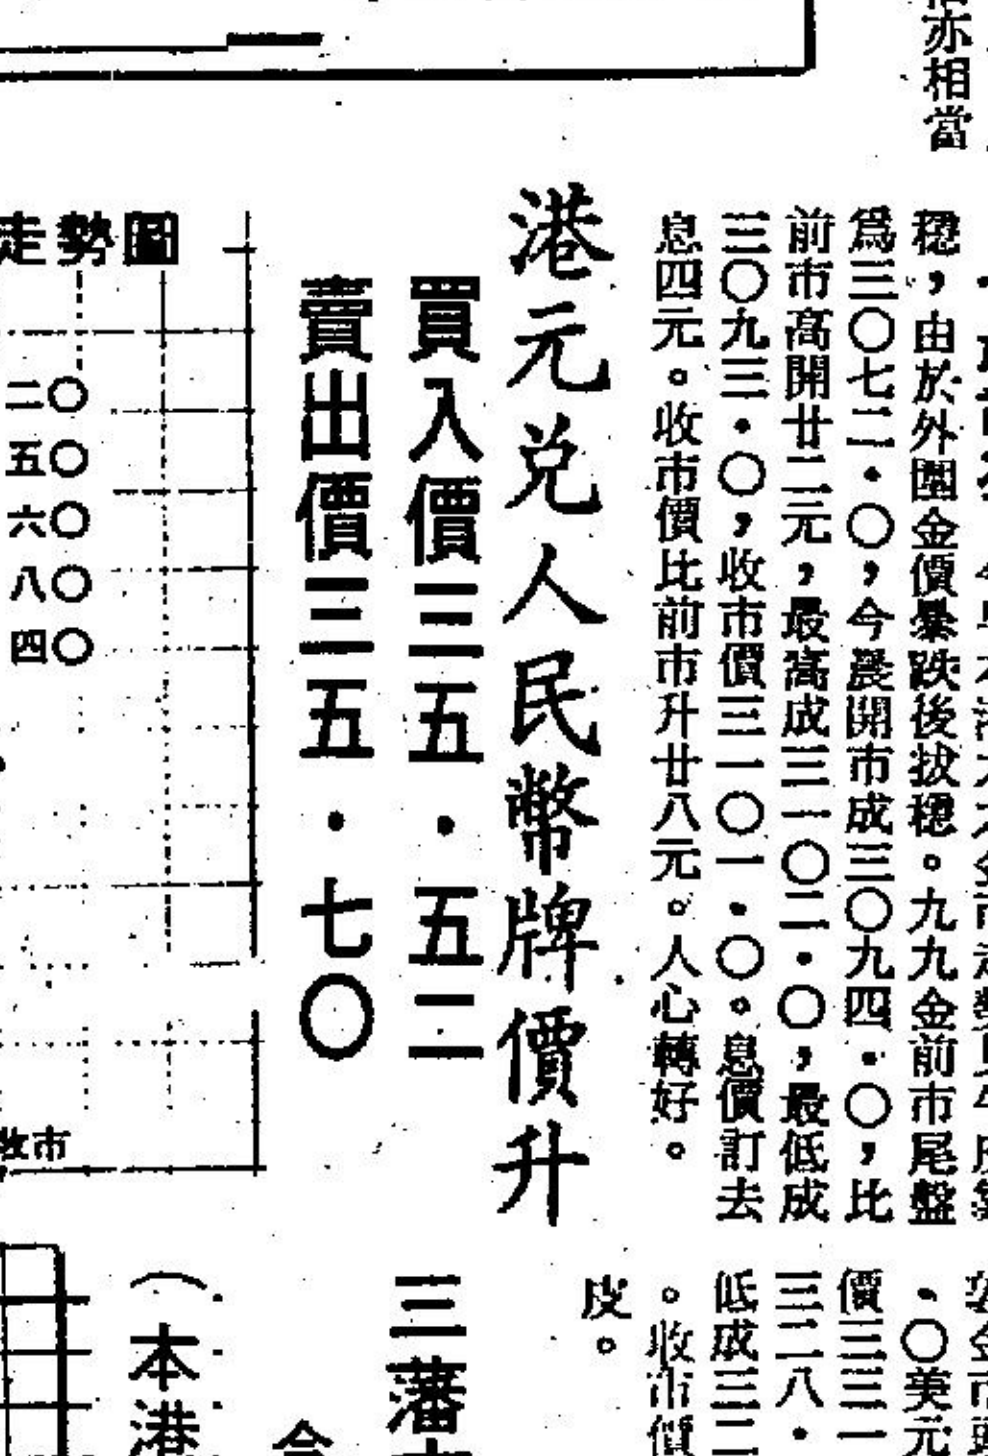 亦相當
穩，由於外圍金價暴跌後拔穩。九九金前市尾盤
爲三〇七二・〇，今晨開市成三〇九四・〇，比
前市高開廿二元，最高成三一〇二・〇，最低成
三〇九三・〇，收市價三一〇一・〇。息價訂去
息四元。收市價比前市升廿八元。人心轉好。
港元兌人民幣牌價升
買入價三五・五二
賣出價三五・七〇
走勢圖
二〇
五〇
六〇
八〇
四〇
收市
・〇美元
價三三一
三二八・
低成三二
。收市價
皮。
三藩
今
（本港